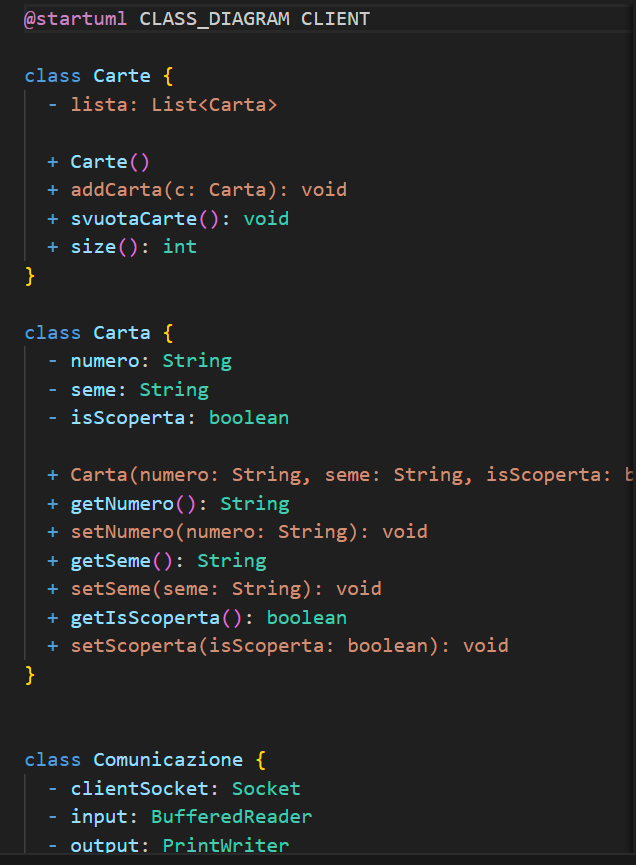 @startuml CLASS_DIAGRAM CLIENT
class Carte {
- lista: List<Carta>
+ Carte()
+ addCarta(c: Carta): void
+ svuotaCarte(): void
+ size(): int
}
class Carta {
- numero: String
- seme: String
- isScoperta: boolean
+ Carta(numero: String, seme: String, isScoperta: b
+ getNumero(): String
+ setNumero(numero: String): void
+ getSeme(): String
+ setSeme(seme: String): void
+ getIsScoperta(): boolean
+ setScoperta(isScoperta: boolean): void
}
class Comunicazione {
- clientSocket: Socket
- input: BufferedReader
- output: PrintWriter